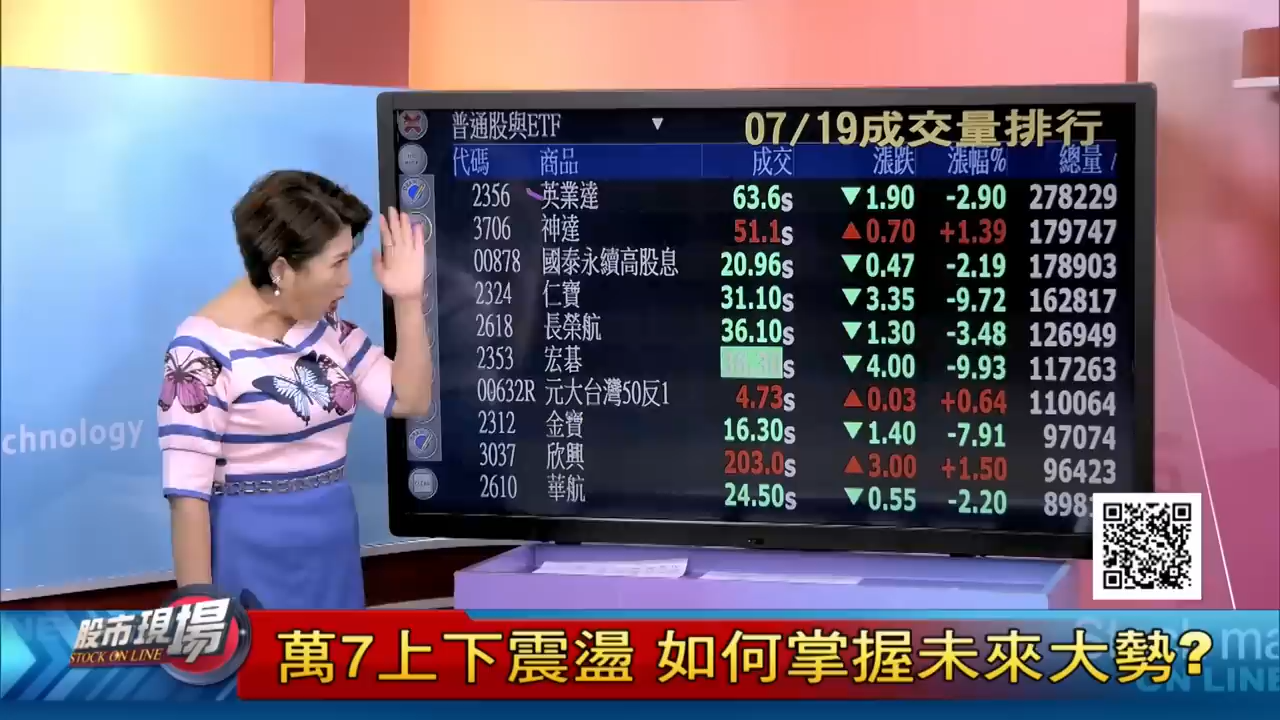 普通股與ETF ▼ 07/19成交量排行
代碼 商品 成交 漲跌 漲幅% 總量
2356 英業達 63.6s ▼1.90 -2.90 278229
3706 神達 51.1s ▲0.70 +1.39 179747
00878 國泰永續高股息 20.96s ▼0.47 -2.19 178903
2324 仁寶 31.10s ▼3.35 -9.72 162817
2618 長榮航 36.10s ▼1.30 -3.48 126949
2353 宏碁 ▼4.00 -9.93 117263
00632R 元大台灣50反1 4.73s ▲0.03 +0.64 110064
2312 金寶 16.30s ▼1.40 -7.91 97074
3037 欣興 203.0s ▲3.00 +1.50 96423
2610 華航 24.50s ▼0.55 -2.20
chnology
股市現場
STOCK ON LINE
萬7上下震盪 如何掌握未來大勢?
ON LINE